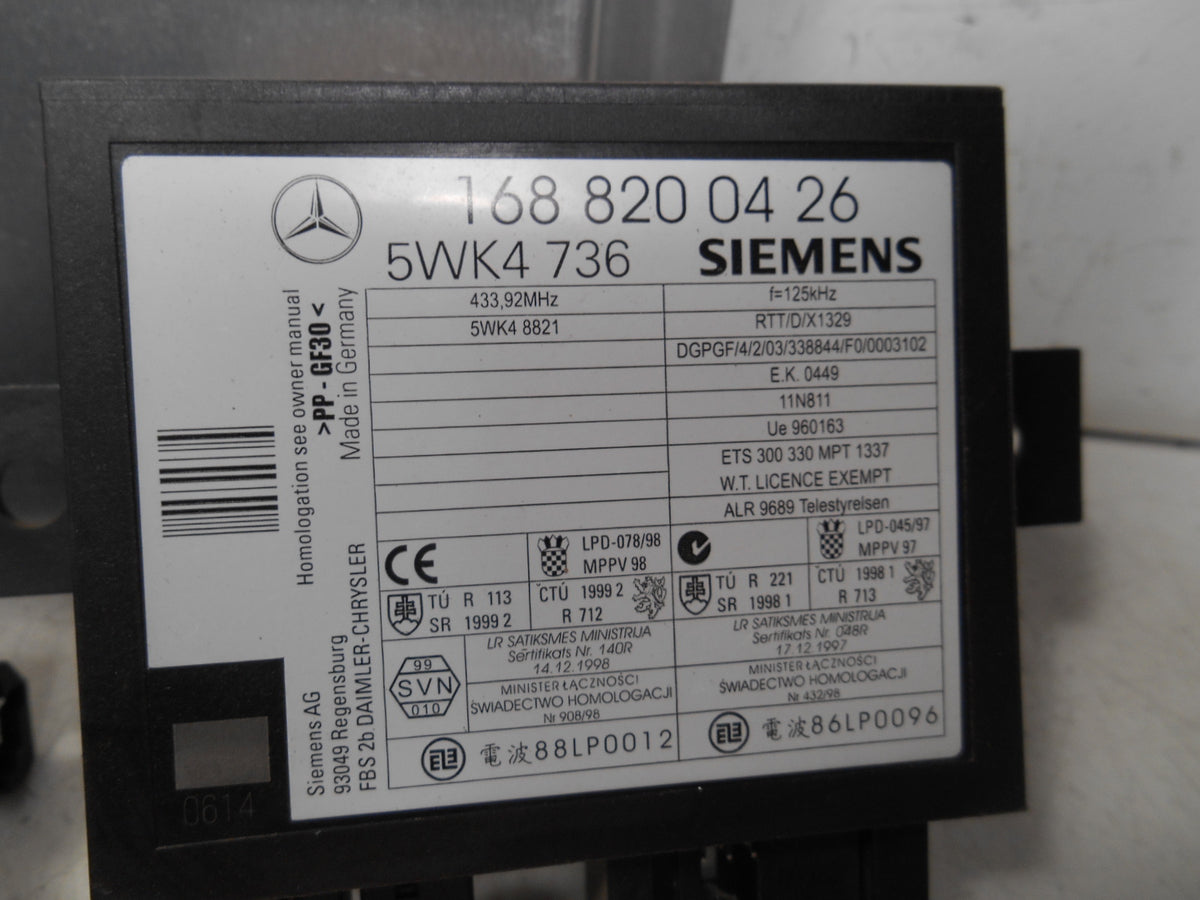 168 820 04 26
5WK4 736
SIEMENS
433,92MHz
f=125kHz
5WK4 8821
RTT/D/X1329
DGPGF/4/2/03/338844/F0/0003102
E.K. 0449
11N811
Ue 960163
ETS 300 330 MPT 1337
W.T. LICENCE EXEMPT
ALR 9689 Telestyrelsen
CE
LPD-078/98
MPPV 98
LPD-045/97
MPPV 97
TÚ R 113
SR 1999 2
ČTÚ 1999 2
R 712
TÚ R 221
SR 1998 1
ČTÚ 1998 1
R 713
99
SVN
010
LR SATIKSMES MINISTRIJA
Sertifikats Nr. 140R
14.12.1998
LR SATIKSMES MINISTRIJA
Sertifikats Nr. 048R
17.12.1997
MINISTER ŁĄCZNOŚCI
ŚWIADECTWO HOMOLOGACJI
Nr 908/98
MINISTER ŁĄCZNOŚCI
ŚWIADECTWO HOMOLOGACJI
Nr 432/98
電波88LP0012
電波86LP0096
Homologation see owner manual
>PP-GF30<
Made in Germany
Siemens AG
93049 Regensburg
FBS 2b DAIMLER-CHRYSLER
0614